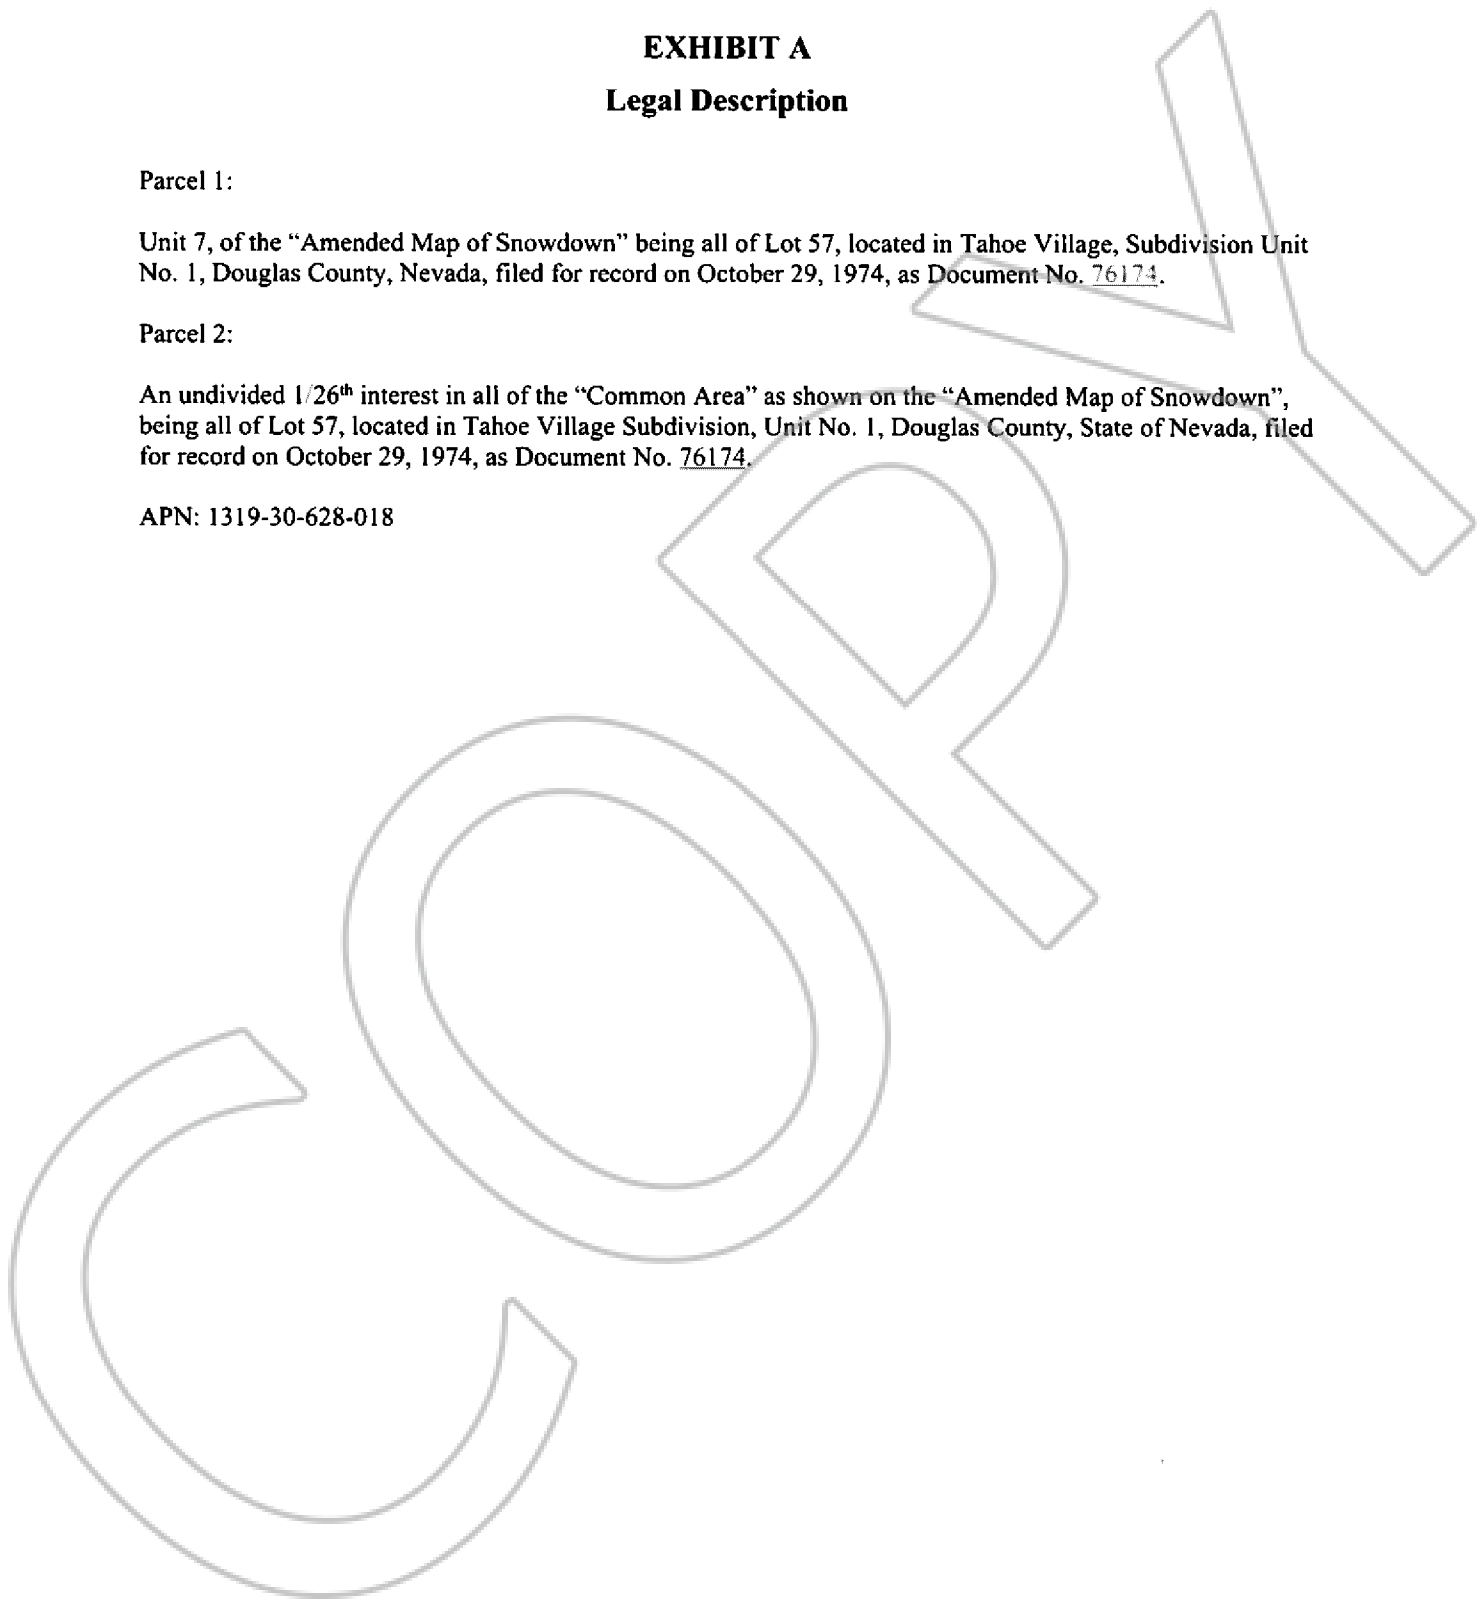 EXHIBIT A
Legal Description
Parcel 1:
Unit 7, of the “Amended Map of Snowdown” being all of Lot 57, located in Tahoe Village, Subdivision Unit
No. 1, Douglas County, Nevada, filed for record on October 29, 1974, as Document No. 76174.
Parcel 2:
An undivided 1/26th interest in all of the “Common Area” as shown on the “Amended Map of Snowdown”,
being all of Lot 57, located in Tahoe Village Subdivision, Unit No. 1, Douglas County, State of Nevada, filed
for record on October 29, 1974, as Document No. 76174.
APN: 1319-30-628-018
COPY